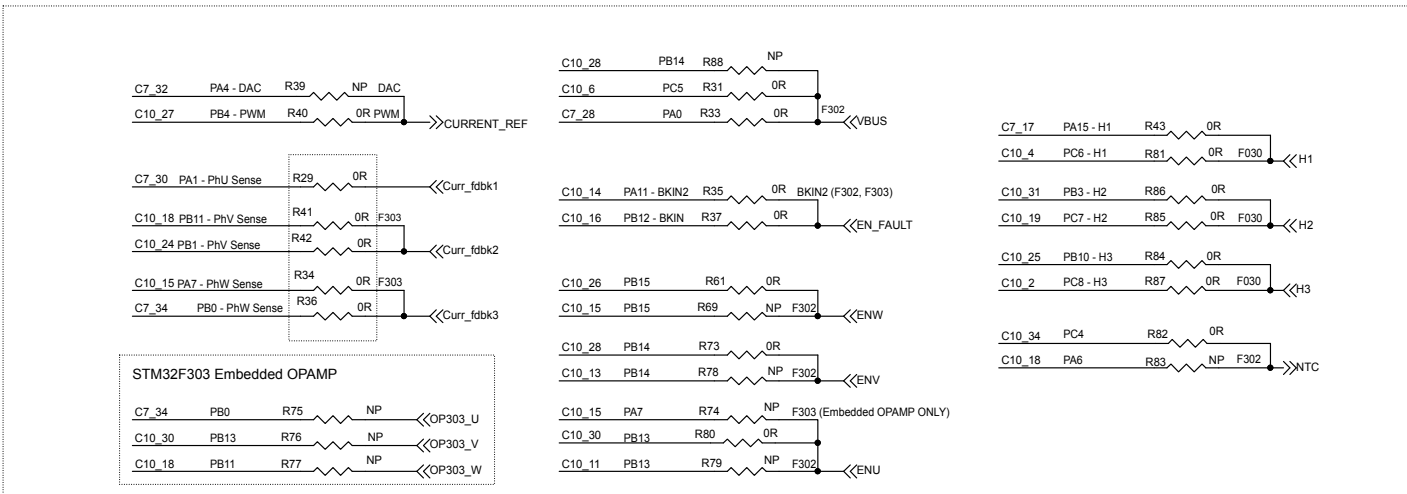 C7_32 PA4 - DAC R39 NP DAC
C10_27 PB4 - PWM R40 0R PWM CURRENT_REF
C7_30 PA1 - PhU Sense R29 0R Curr_fdbk1
C10_18 PB11 - PhV Sense R41 0R F303
C10_24 PB1 - PhV Sense R42 0R Curr_fdbk2
C10_15 PA7 - PhW Sense R34 0R F303
C7_34 PB0 - PhW Sense R36 0R Curr_fdbk3
STM32F303 Embedded OPAMP
C7_34 PB0 R75 NP OP303_U
C10_30 PB13 R76 NP OP303_V
C10_18 PB11 R77 NP OP303_W
C10_28 PB14 R88 NP
C10_6 PC5 R31 0R
C7_28 PA0 R33 0R F302 VBUS
C10_14 PA11 - BKIN2 R35 0R BKIN2 (F302, F303)
C10_16 PB12 - BKIN R37 0R EN_FAULT
C10_26 PB15 R61 0R
C10_15 PB15 R69 NP F302 ENW
C10_28 PB14 R73 0R
C10_13 PB14 R78 NP F302 ENV
C10_15 PA7 R74 NP F303 (Embedded OPAMP ONLY)
C10_30 PB13 R80 0R
C10_11 PB13 R79 NP F302 ENU
C7_17 PA15 - H1 R43 0R
C10_4 PC6 - H1 R81 0R F030 H1
C10_31 PB3 - H2 R86 0R
C10_19 PC7 - H2 R85 0R F030 H2
C10_25 PB10 - H3 R84 0R
C10_2 PC8 - H3 R87 0R F030 H3
C10_34 PC4 R82 0R
C10_18 PA6 R83 NP F302 NTC